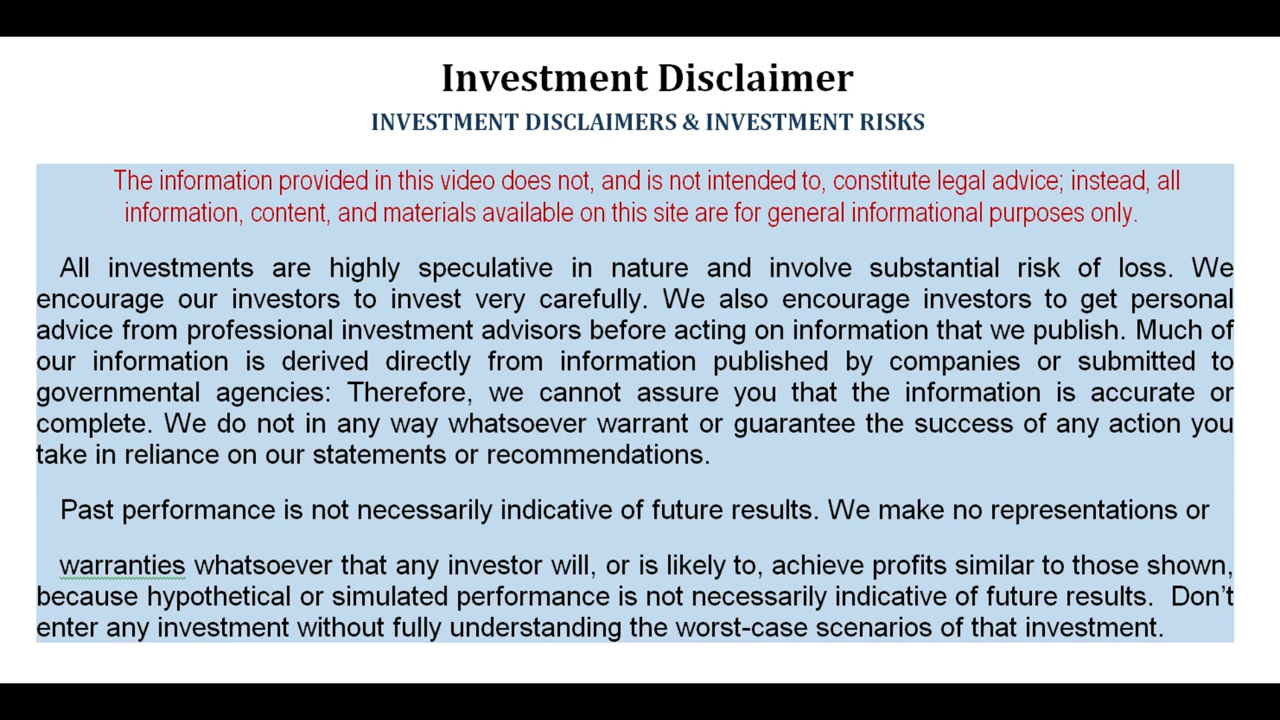 Investment Disclaimer
INVESTMENT DISCLAIMERS & INVESTMENT RISKS
The information provided in this video does not, and is not intended to, constitute legal advice; instead, all
information, content, and materials available on this site are for general informational purposes only.
All investments are highly speculative in nature and involve substantial risk of loss. We
encourage our investors to invest very carefully. We also encourage investors to get personal
advice from professional investment advisors before acting on information that we publish. Much of
our information is derived directly from information published by companies or submitted to
governmental agencies: Therefore, we cannot assure you that the information is accurate or
complete. We do not in any way whatsoever warrant or guarantee the success of any action you
take in reliance on our statements or recommendations.
Past performance is not necessarily indicative of future results. We make no representations or
warranties whatsoever that any investor will, or is likely to, achieve profits similar to those shown,
because hypothetical or simulated performance is not necessarily indicative of future results. Don’t
enter any investment without fully understanding the worst-case scenarios of that investment.